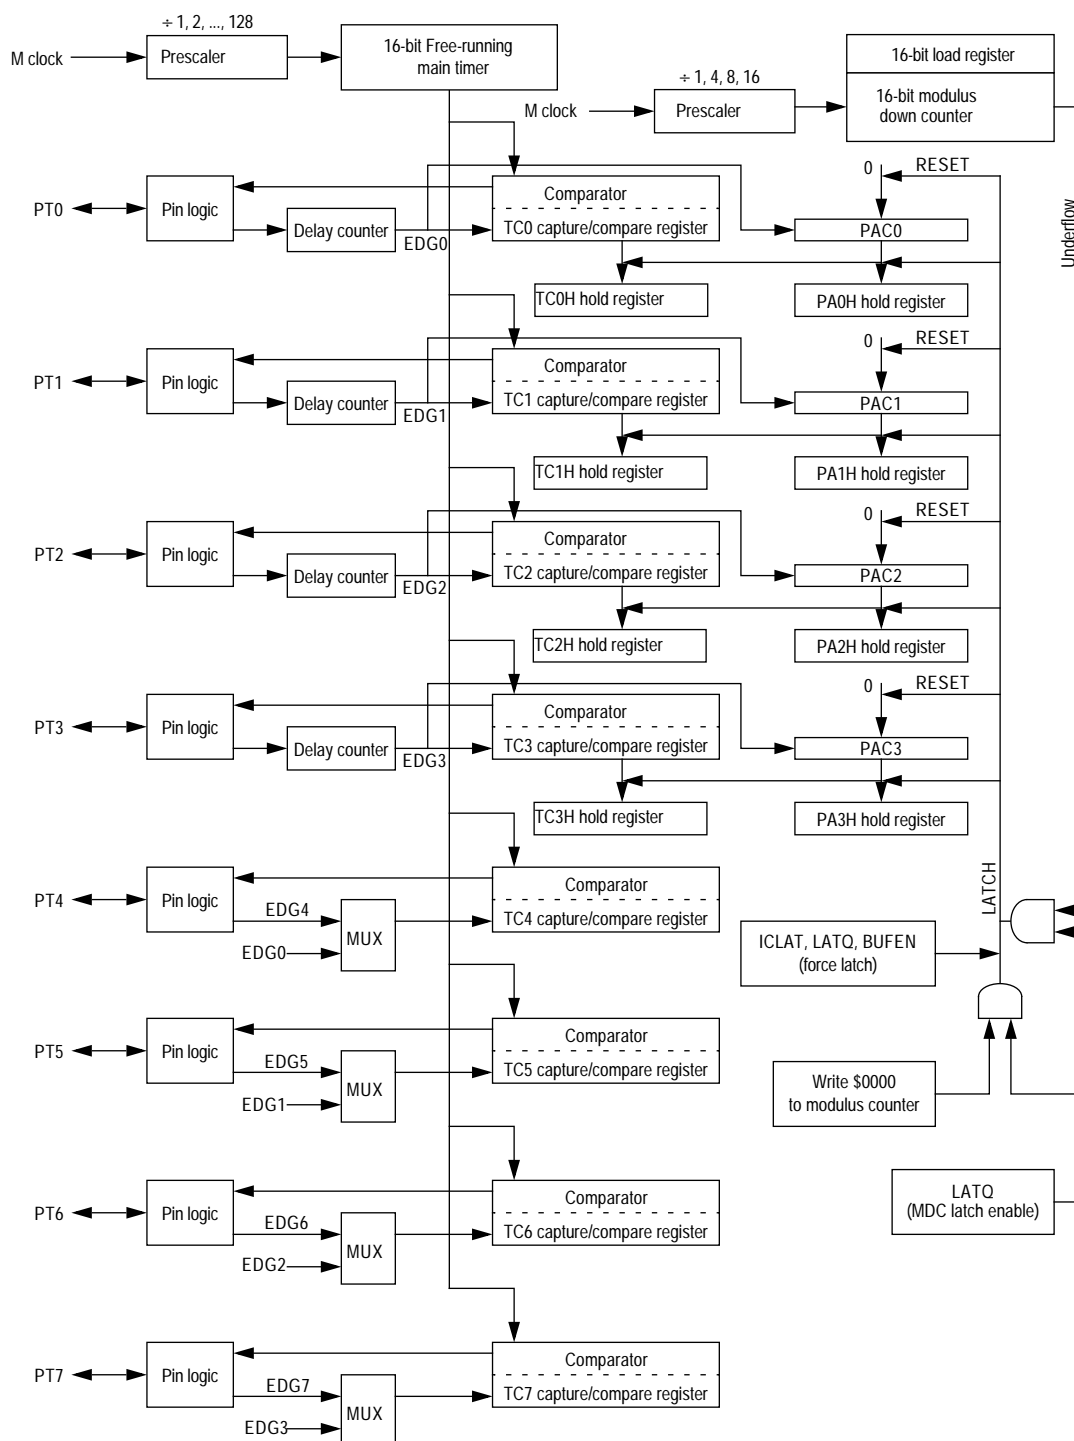 ÷ 1, 2, ..., 128
M clock
Prescaler
16-bit Free-running
main timer
16-bit load register
÷ 1, 4, 8, 16
M clock
Prescaler
16-bit modulus
down counter
Underflow
PT0
Pin logic
Delay counter
EDG0
Comparator
TC0 capture/compare register
TC0H hold register
0
RESET
PAC0
PA0H hold register
PT1
Pin logic
Delay counter
EDG1
Comparator
TC1 capture/compare register
TC1H hold register
0
RESET
PAC1
PA1H hold register
PT2
Pin logic
Delay counter
EDG2
Comparator
TC2 capture/compare register
TC2H hold register
0
RESET
PAC2
PA2H hold register
PT3
Pin logic
Delay counter
EDG3
Comparator
TC3 capture/compare register
TC3H hold register
0
RESET
PAC3
PA3H hold register
LATCH
PT4
Pin logic
EDG4
EDG0
MUX
Comparator
TC4 capture/compare register
ICLAT, LATQ, BUFEN
(force latch)
PT5
Pin logic
EDG5
EDG1
MUX
Comparator
TC5 capture/compare register
Write $0000
to modulus counter
PT6
Pin logic
EDG6
EDG2
MUX
Comparator
TC6 capture/compare register
LATQ
(MDC latch enable)
PT7
Pin logic
EDG7
EDG3
MUX
Comparator
TC7 capture/compare register